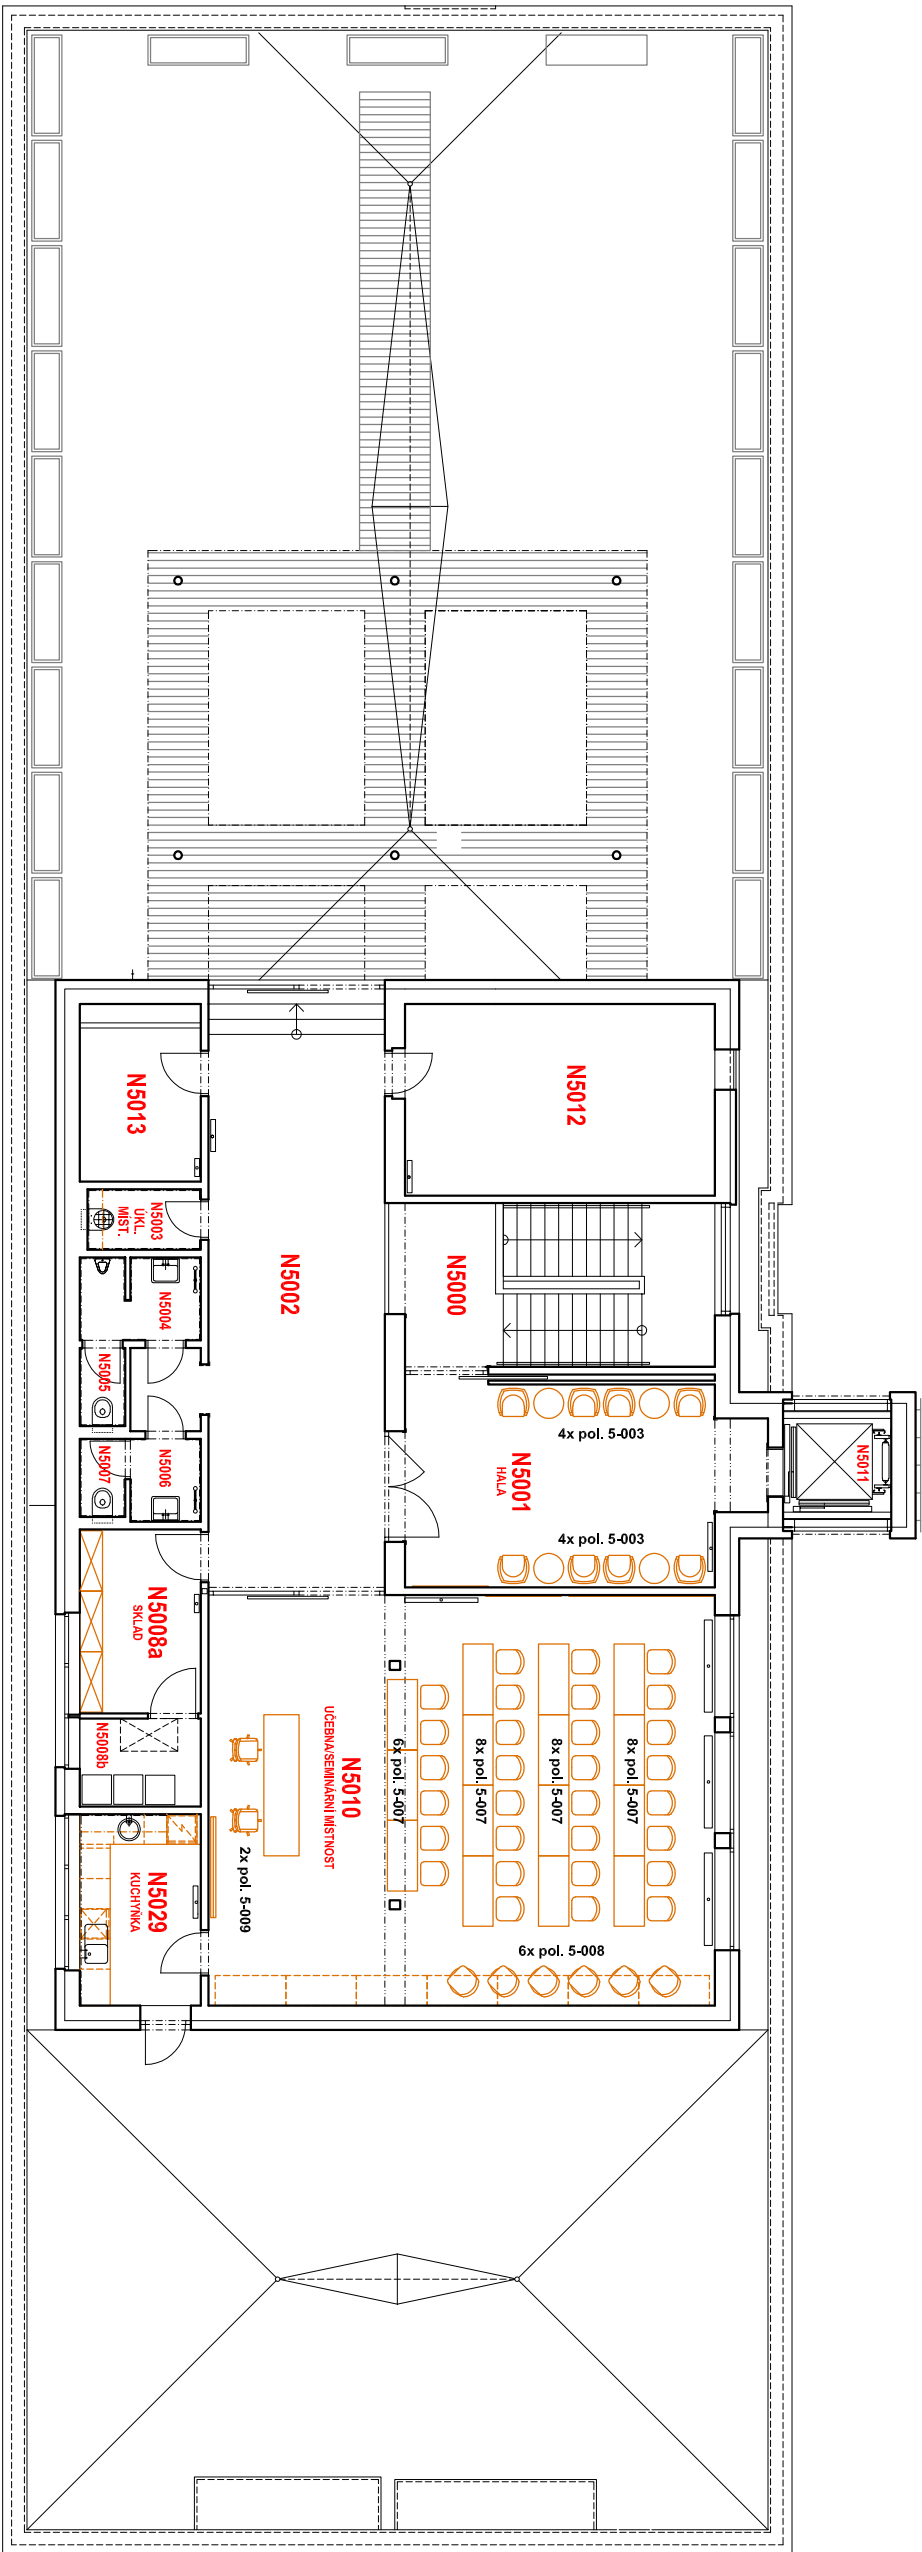 N5013
N5012
N5003
ÚKL.
MÍST.
N5002
N5000
N5004
N5005
N5006
N5007
4x pol. 5-003
N5001
HALA
4x pol. 5-003
N5011
N5008a
SKLAD
N5008b
N5010
UČEBNA/SEMINÁRNÍ MÍSTNOST
6x pol. 5-007
8x pol. 5-007
8x pol. 5-007
8x pol. 5-007
N5029
KUCHYŇKA
2x pol. 5-009
6x pol. 5-008